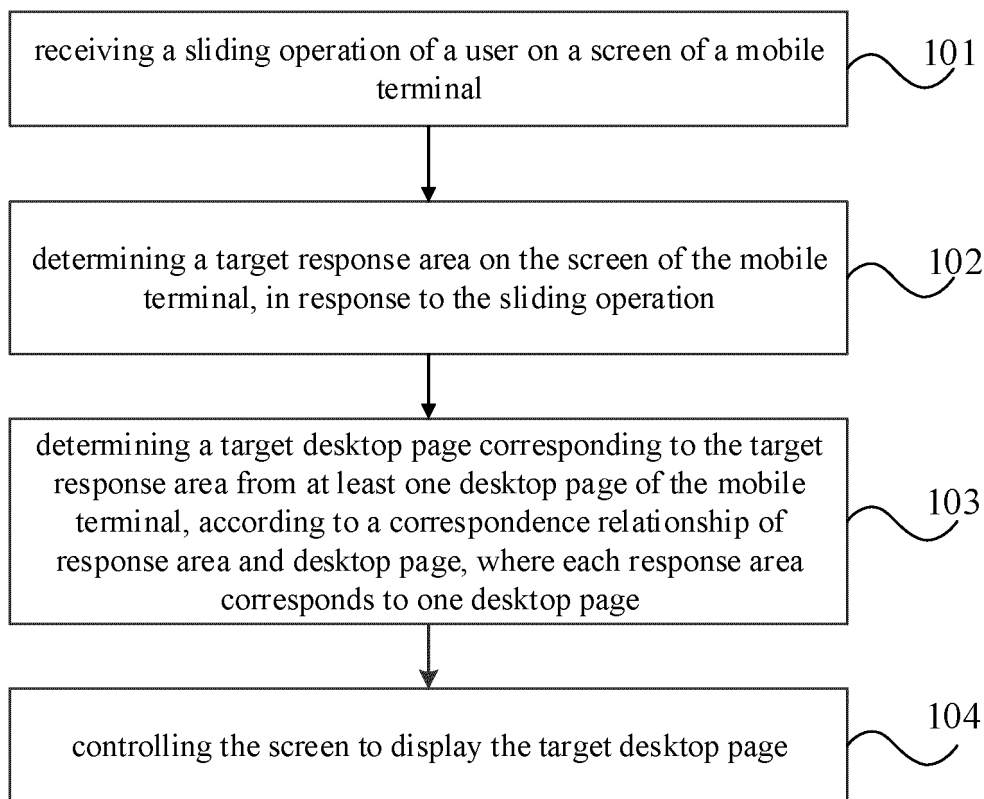 receiving a sliding operation of a user on a screen of a mobile
terminal
101
determining a target response area on the screen of the mobile
terminal, in response to the sliding operation
102
determining a target desktop page corresponding to the target
response area from at least one desktop page of the mobile
terminal, according to a correspondence relationship of
response area and desktop page, where each response area
corresponds to one desktop page
103
controlling the screen to display the target desktop page
104